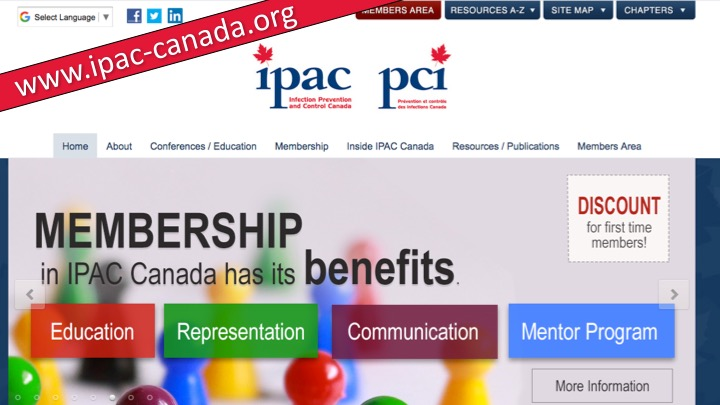 www.ipac-canada.org
Select Language
MEMBERS AREA
RESOURCES A-Z
SITE MAP
CHAPTERS
ipac
Infection Prevention
and Control Canada
pci
Prévention et contrôle
des infections Canada
Home
About
Conferences / Education
Membership
Inside IPAC Canada
Resources / Publications
Members Area
MEMBERSHIP
in IPAC Canada has its benefits.
DISCOUNT
for first time
members!
Education
Representation
Communication
Mentor Program
More Information